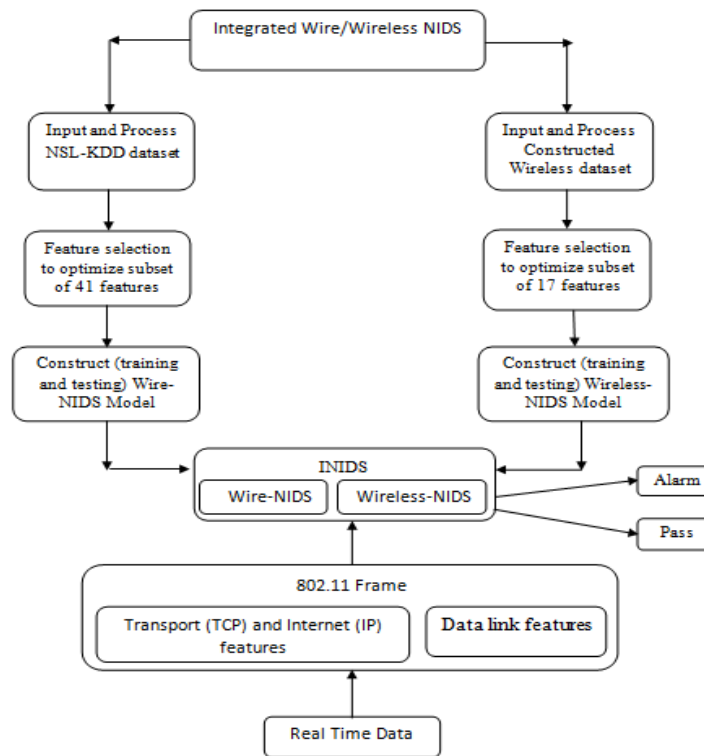 Integrated Wire/Wireless NIDS
Input and Process
NSL-KDD dataset
Input and Process
Constructed
Wireless dataset
Feature selection
to optimize subset
of 41 features
Feature selection
to optimize subset
of 17 features
Construct (training
and testing) Wire-
NIDS Model
Construct (training
and testing) Wireless-
NIDS Model
INIDS
Wire-NIDS
Wireless-NIDS
Alarm
Pass
802.11 Frame
Transport (TCP) and Internet (IP)
features
Data link features
Real Time Data